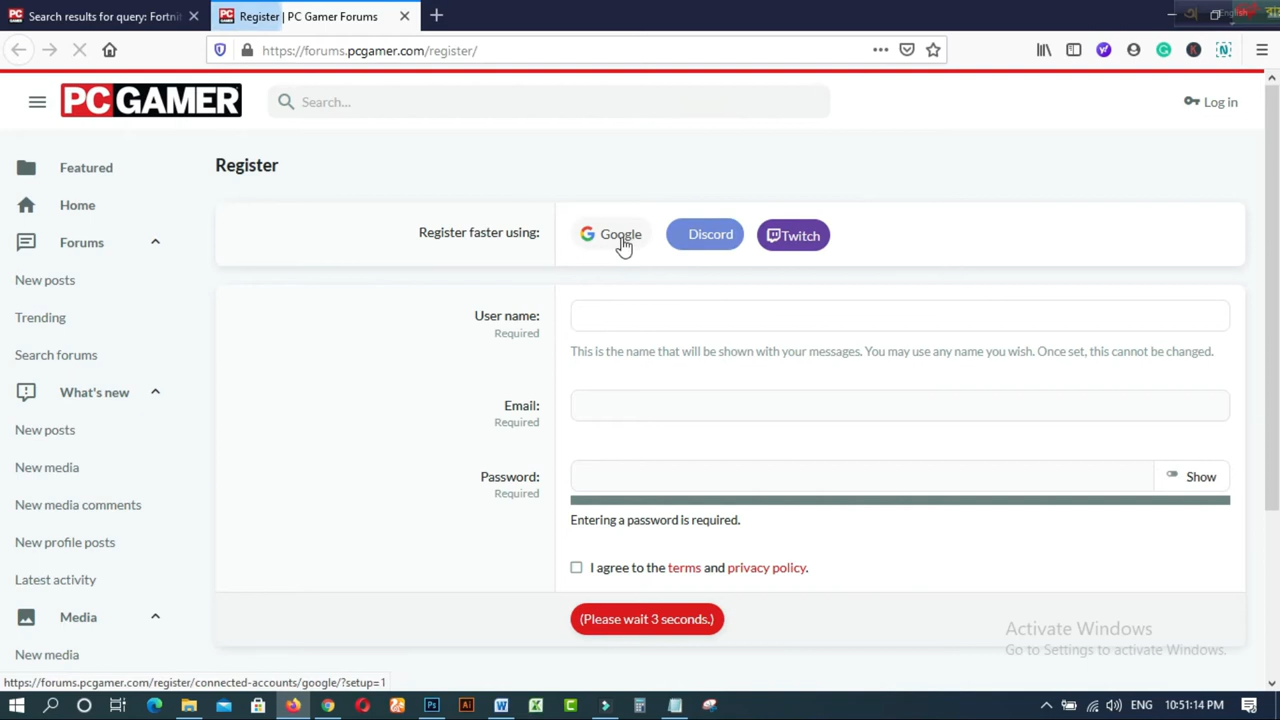 Search results for query: Fortnit
Register | PC Gamer Forums
English
https://forums.pcgamer.com/register/
PC GAMER
Search...
Log in
Featured
Home
Forums
New posts
Trending
Search forums
What's new
New posts
New media
New media comments
New profile posts
Latest activity
Media
New media
Register
Register faster using:
Google
Discord
Twitch
User name:
Required
This is the name that will be shown with your messages. You may use any name you wish. Once set, this cannot be changed.
Email:
Required
Password:
Required
Show
Entering a password is required.
I agree to the terms and privacy policy.
(Please wait 3 seconds.)
Activate Windows
Go to Settings to activate Windows.
https://forums.pcgamer.com/register/connected-accounts/google/?setup=1
ENG
10:51:14 PM